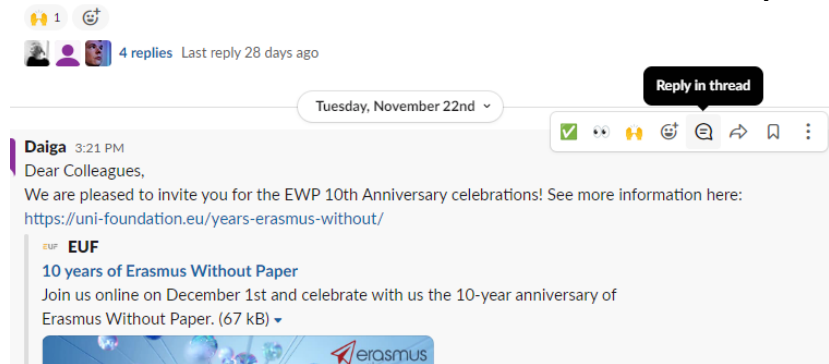 1
4 replies Last reply 28 days ago
Reply in thread
Tuesday, November 22nd
Daiga 3:21 PM
Dear Colleagues,
We are pleased to invite you for the EWP 10th Anniversary celebrations! See more information here:
https://uni-foundation.eu/years-erasmus-without/
EUF EUF
10 years of Erasmus Without Paper
Join us online on December 1st and celebrate with us the 10-year anniversary of
Erasmus Without Paper. (67 kB)
erasmus